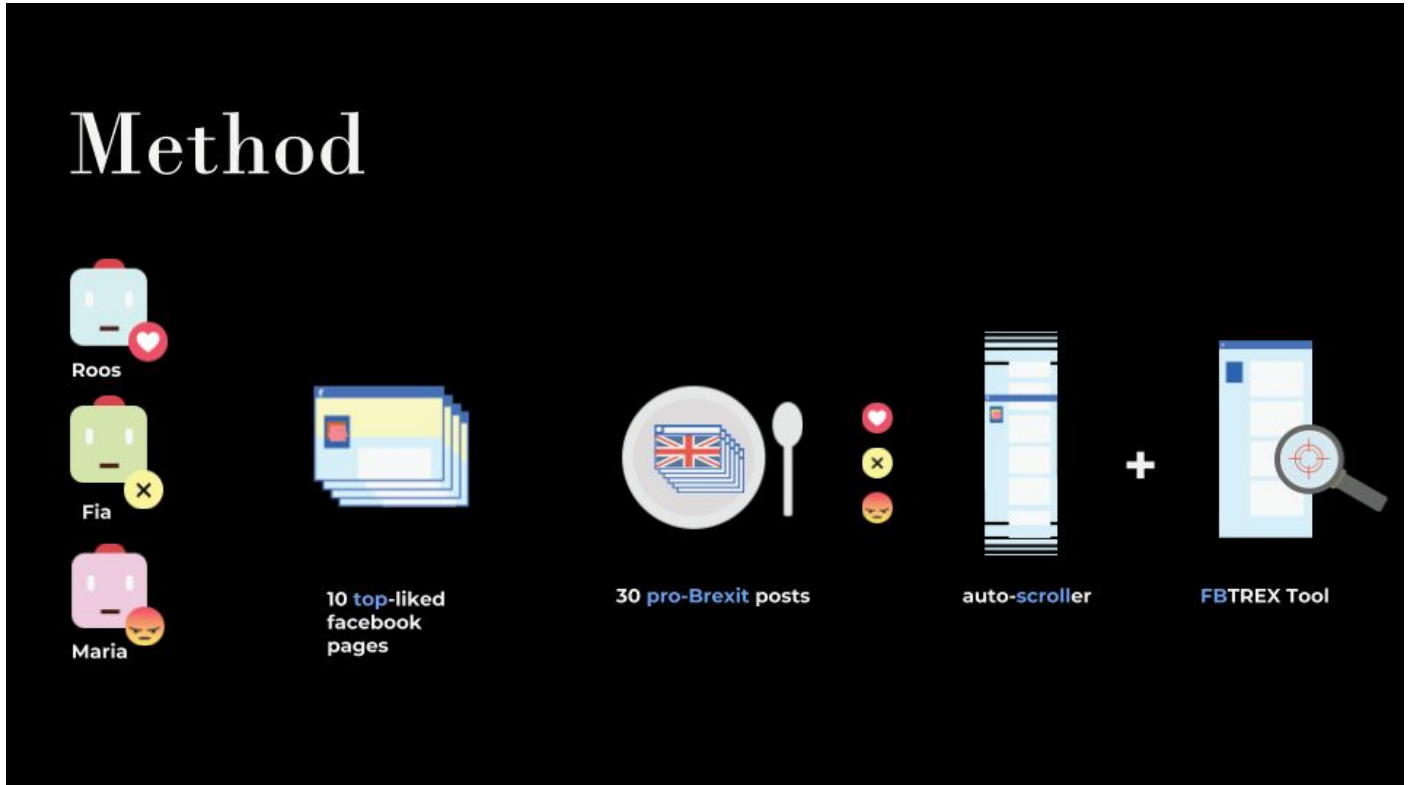 Method
Roos
Fia
Maria
10 top-liked
facebook
pages
30 pro-Brexit posts
auto-scroller
+
FBTREX Tool